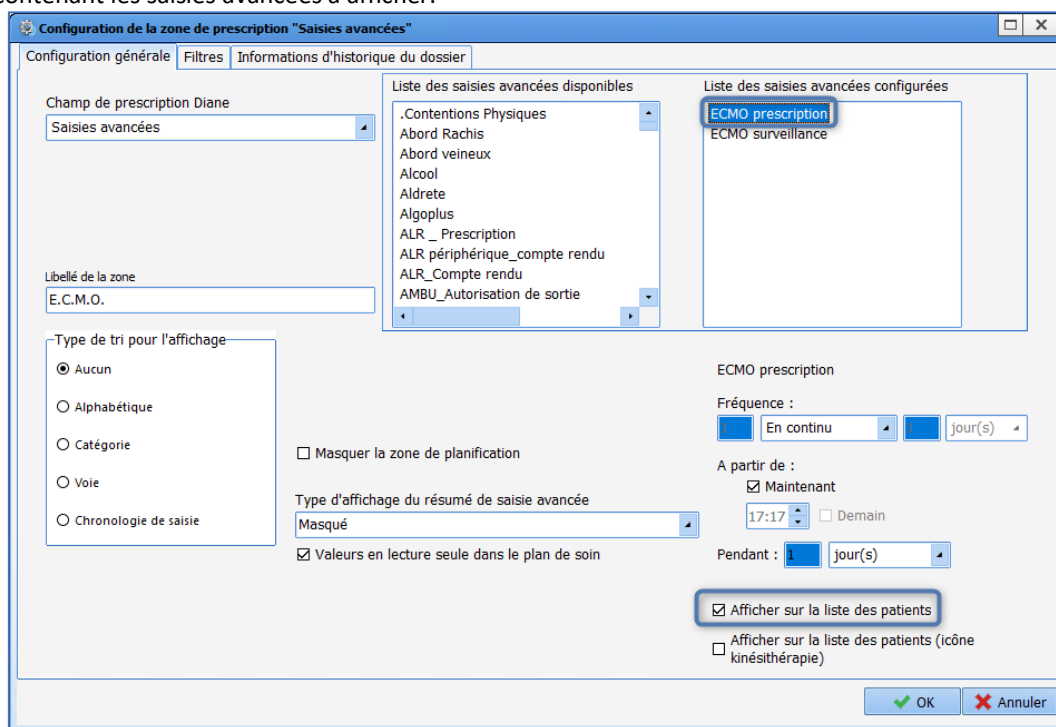 contenant les saisies avancées à afficher.
Configuration de la zone de prescription "Saisies avancées"
Configuration générale
Filtres
Informations d'historique du dossier
Champ de prescription Diane
Saisies avancées
Liste des saisies avancées disponibles
.Contentions Physiques
Abord Rachis
Abord veineux
Alcool
Aldrete
Algoplus
ALR _ Prescription
ALR périphérique_compte rendu
ALR_Compte rendu
AMBU_Autorisation de sortie
Liste des saisies avancées configurées
ECMO prescription
ECMO surveillance
Libellé de la zone
E.C.M.O.
Type de tri pour l'affichage
Aucun
Alphabétique
Catégorie
Voie
Chronologie de saisie
Masquer la zone de planification
Type d'affichage du résumé de saisie avancée
Masqué
Valeurs en lecture seule dans le plan de soin
ECMO prescription
Fréquence :
1 En continu 1 jour(s)
A partir de :
Maintenant
17:17 Demain
Pendant : 1 jour(s)
Afficher sur la liste des patients
Afficher sur la liste des patients (icône
kinésithérapie)
OK
Annuler